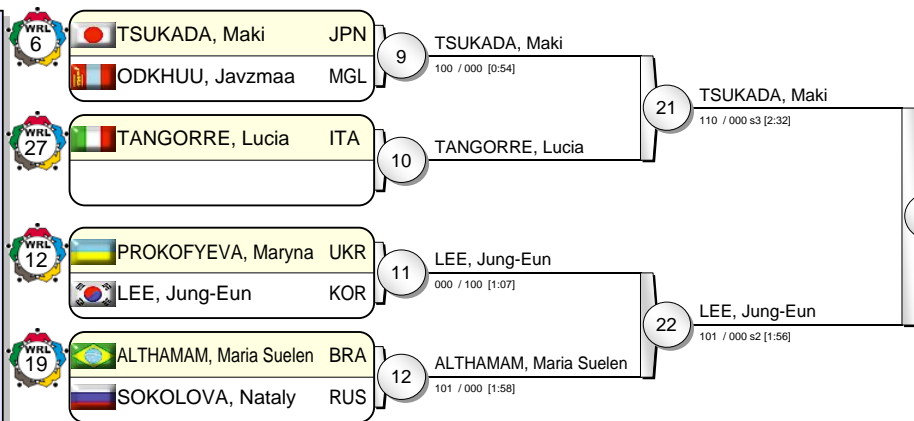 WRL 6
TSUKADA, Maki JPN
ODKHUU, Javzmaa MGL
9
TSUKADA, Maki
100 / 000 [0:54]
WRL 27
TANGORRE, Lucia ITA
10
TANGORRE, Lucia
21
TSUKADA, Maki
110 / 000 s3 [2:32]
WRL 12
PROKOFYEVA, Maryna UKR
LEE, Jung-Eun KOR
11
LEE, Jung-Eun
000 / 100 [1:07]
WRL 19
ALTHAMAM, Maria Suelen BRA
SOKOLOVA, Nataly RUS
12
ALTHAMAM, Maria Suelen
101 / 000 [1:58]
22
LEE, Jung-Eun
101 / 000 s2 [1:56]